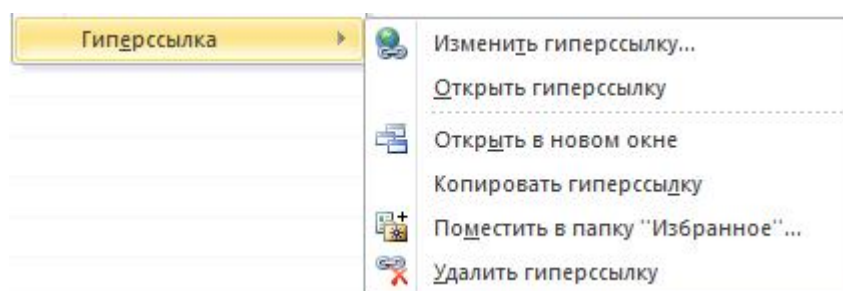 Гиперссылка
Изменить гиперссылку...
Открыть гиперссылку
Открыть в новом окне
Копировать гиперссылку
Поместить в папку "Избранное"...
Удалить гиперссылку